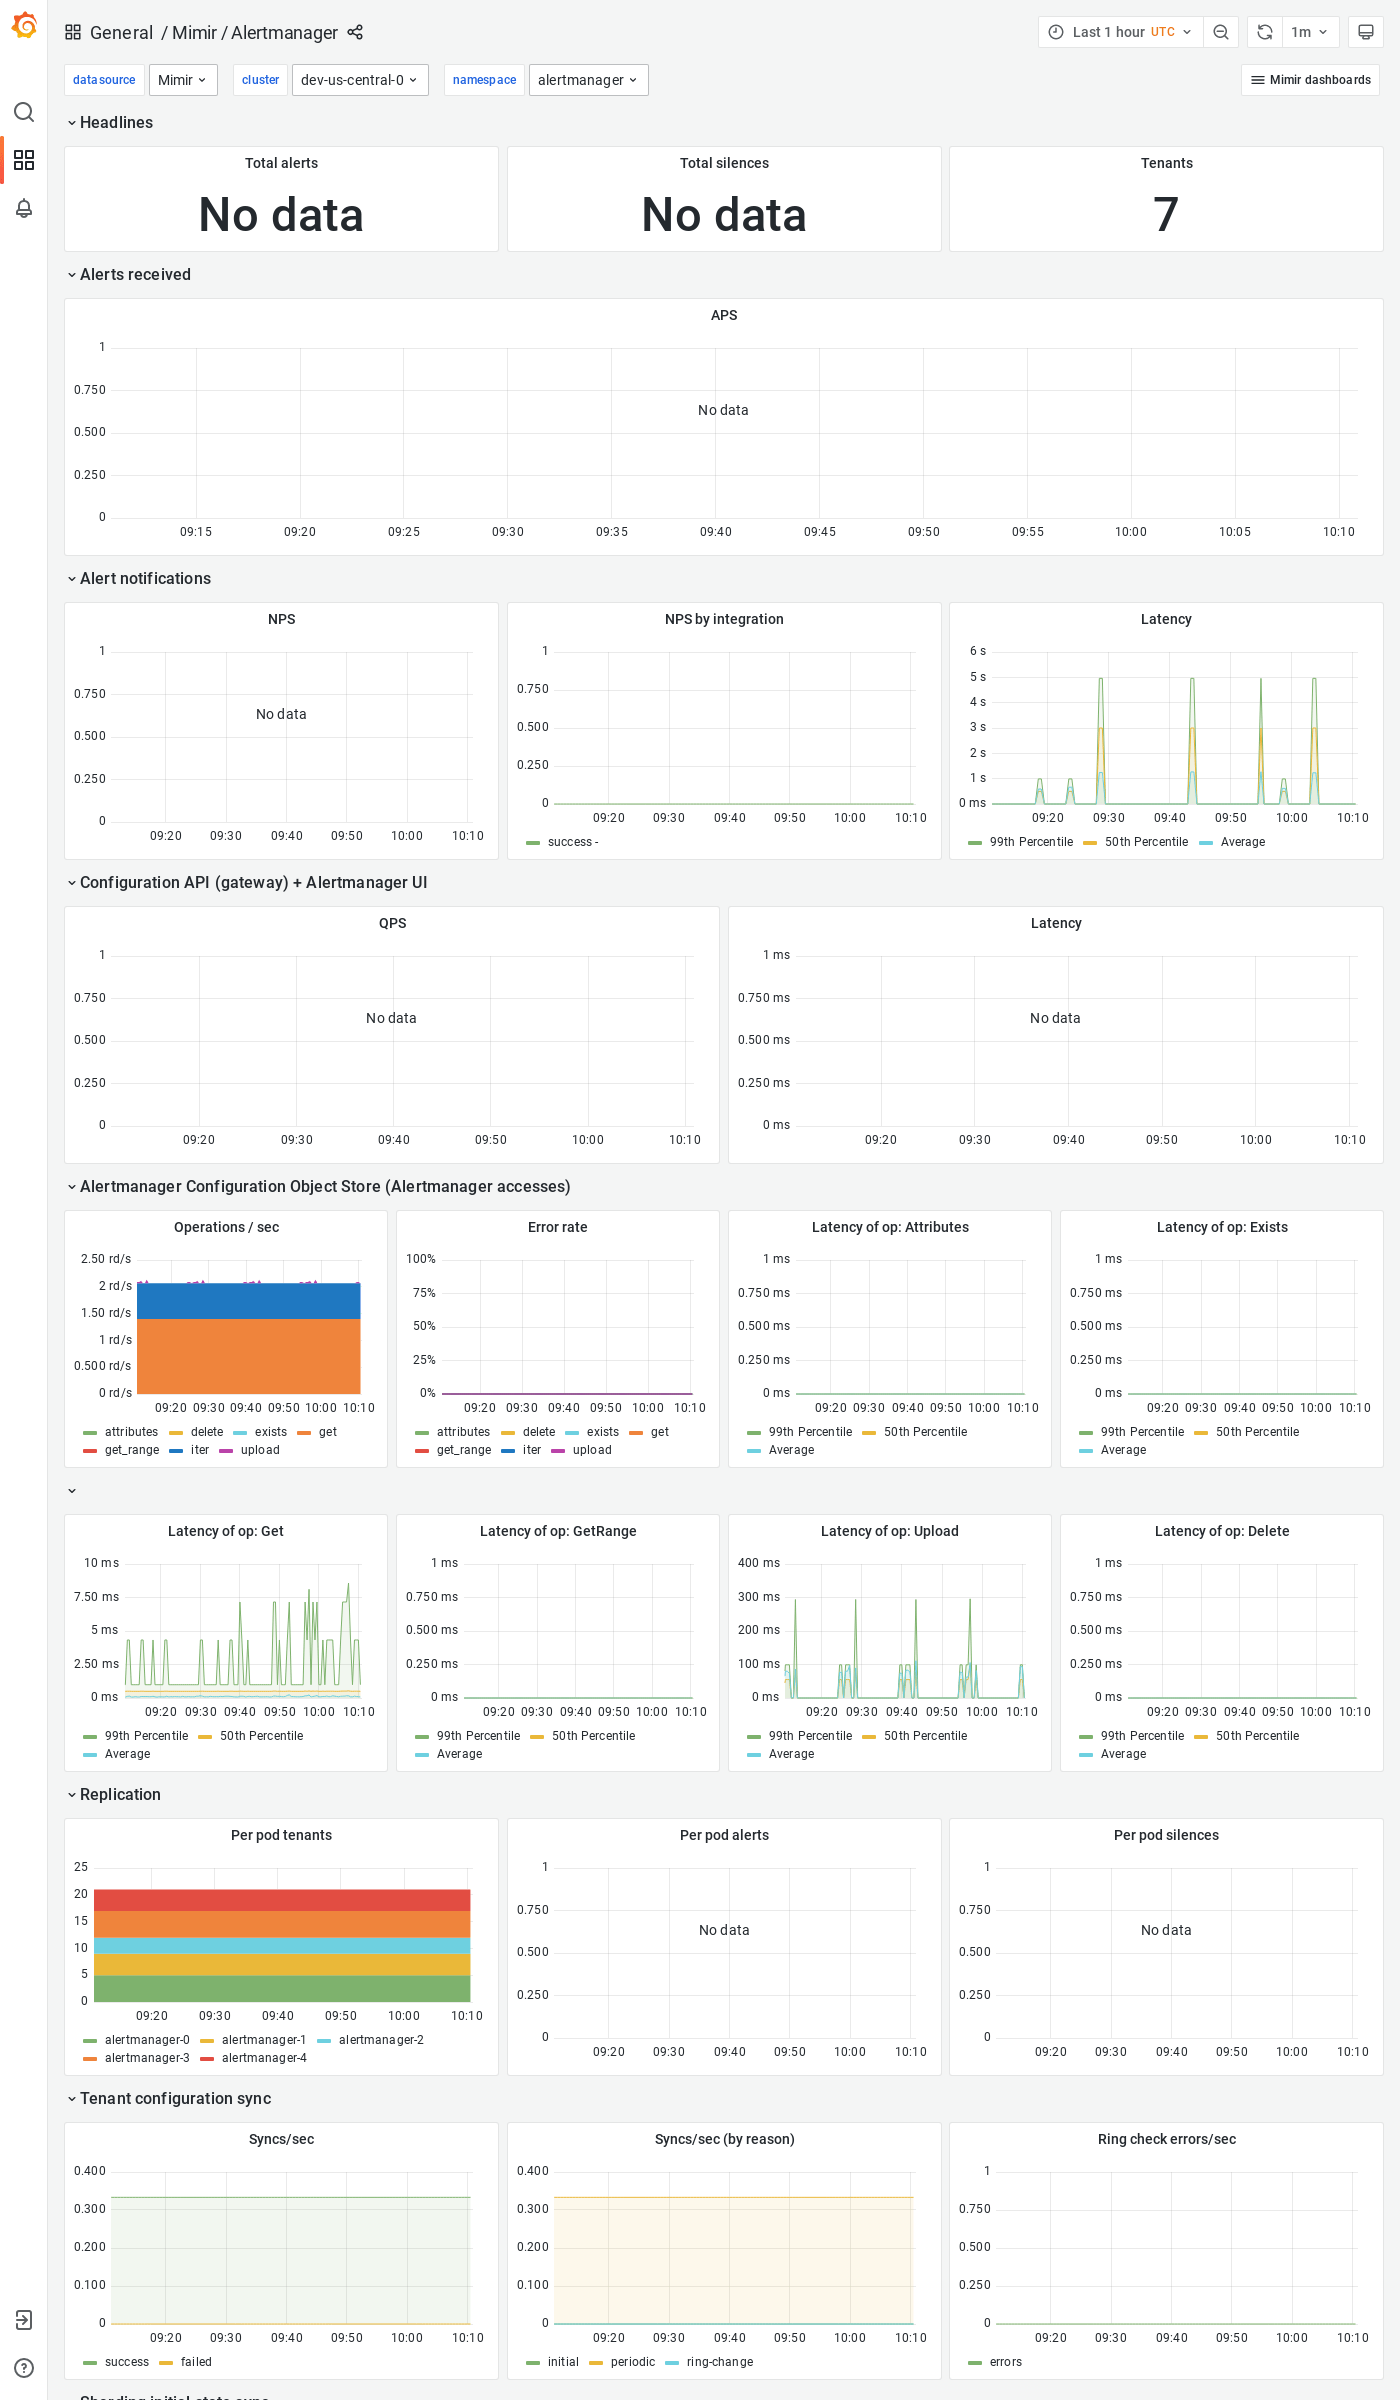 General / Mimir / Alertmanager
Last 1 hour UTC
1m
datasource Mimir cluster dev-us-central-0 namespace alertmanager
Mimir dashboards
Headlines
Total alerts
No data
Total silences
No data
Tenants
7
Alerts received
APS
1
0.750
0.500
0.250
0
No data
09:15 09:20 09:25 09:30 09:35 09:40 09:45 09:50 09:55 10:00 10:05 10:10
Alert notifications
NPS
1
0.750
0.500
0.250
0
No data
09:20 09:30 09:40 09:50 10:00 10:10
NPS by integration
1
0.750
0.500
0.250
0
09:20 09:30 09:40 09:50 10:00 10:10
success -
Latency
6 s
5 s
4 s
3 s
2 s
1 s
0 ms
09:20 09:30 09:40 09:50 10:00 10:10
99th Percentile 50th Percentile Average
Configuration API (gateway) + Alertmanager UI
QPS
1
0.750
0.500
0.250
0
No data
09:20 09:30 09:40 09:50 10:00 10:10
Latency
1 ms
0.750 ms
0.500 ms
0.250 ms
0 ms
No data
09:20 09:30 09:40 09:50 10:00 10:10
Alertmanager Configuration Object Store (Alertmanager accesses)
Operations / sec
2.50 rd/s
2 rd/s
1.50 rd/s
1 rd/s
0.500 rd/s
0 rd/s
09:20 09:30 09:40 09:50 10:00 10:10
attributes delete exists get
get_range iter upload
Error rate
100%
75%
50%
25%
0%
09:20 09:30 09:40 09:50 10:00 10:10
attributes delete exists get
get_range iter upload
Latency of op: Attributes
1 ms
0.750 ms
0.500 ms
0.250 ms
0 ms
09:20 09:30 09:40 09:50 10:00 10:10
99th Percentile 50th Percentile
Average
Latency of op: Exists
1 ms
0.750 ms
0.500 ms
0.250 ms
0 ms
09:20 09:30 09:40 09:50 10:00 10:10
99th Percentile 50th Percentile
Average
Latency of op: Get
10 ms
7.50 ms
5 ms
2.50 ms
0 ms
09:20 09:30 09:40 09:50 10:00 10:10
99th Percentile 50th Percentile
Average
Latency of op: GetRange
1 ms
0.750 ms
0.500 ms
0.250 ms
0 ms
09:20 09:30 09:40 09:50 10:00 10:10
99th Percentile 50th Percentile
Average
Latency of op: Upload
400 ms
300 ms
200 ms
100 ms
0 ms
09:20 09:30 09:40 09:50 10:00 10:10
99th Percentile 50th Percentile
Average
Latency of op: Delete
1 ms
0.750 ms
0.500 ms
0.250 ms
0 ms
09:20 09:30 09:40 09:50 10:00 10:10
99th Percentile 50th Percentile
Average
Replication
Per pod tenants
25
20
15
10
5
0
09:20 09:30 09:40 09:50 10:00 10:10
alertmanager-0 alertmanager-1 alertmanager-2
alertmanager-3 alertmanager-4
Per pod alerts
1
0.750
0.500
0.250
0
No data
09:20 09:30 09:40 09:50 10:00 10:10
Per pod silences
1
0.750
0.500
0.250
0
No data
09:20 09:30 09:40 09:50 10:00 10:10
Tenant configuration sync
Syncs/sec
0.400
0.300
0.200
0.100
0
09:20 09:30 09:40 09:50 10:00 10:10
success failed
Syncs/sec (by reason)
0.400
0.300
0.200
0.100
0
09:20 09:30 09:40 09:50 10:00 10:10
initial periodic ring-change
Ring check errors/sec
1
0.750
0.500
0.250
0
09:20 09:30 09:40 09:50 10:00 10:10
errors
Sharding initial state sync